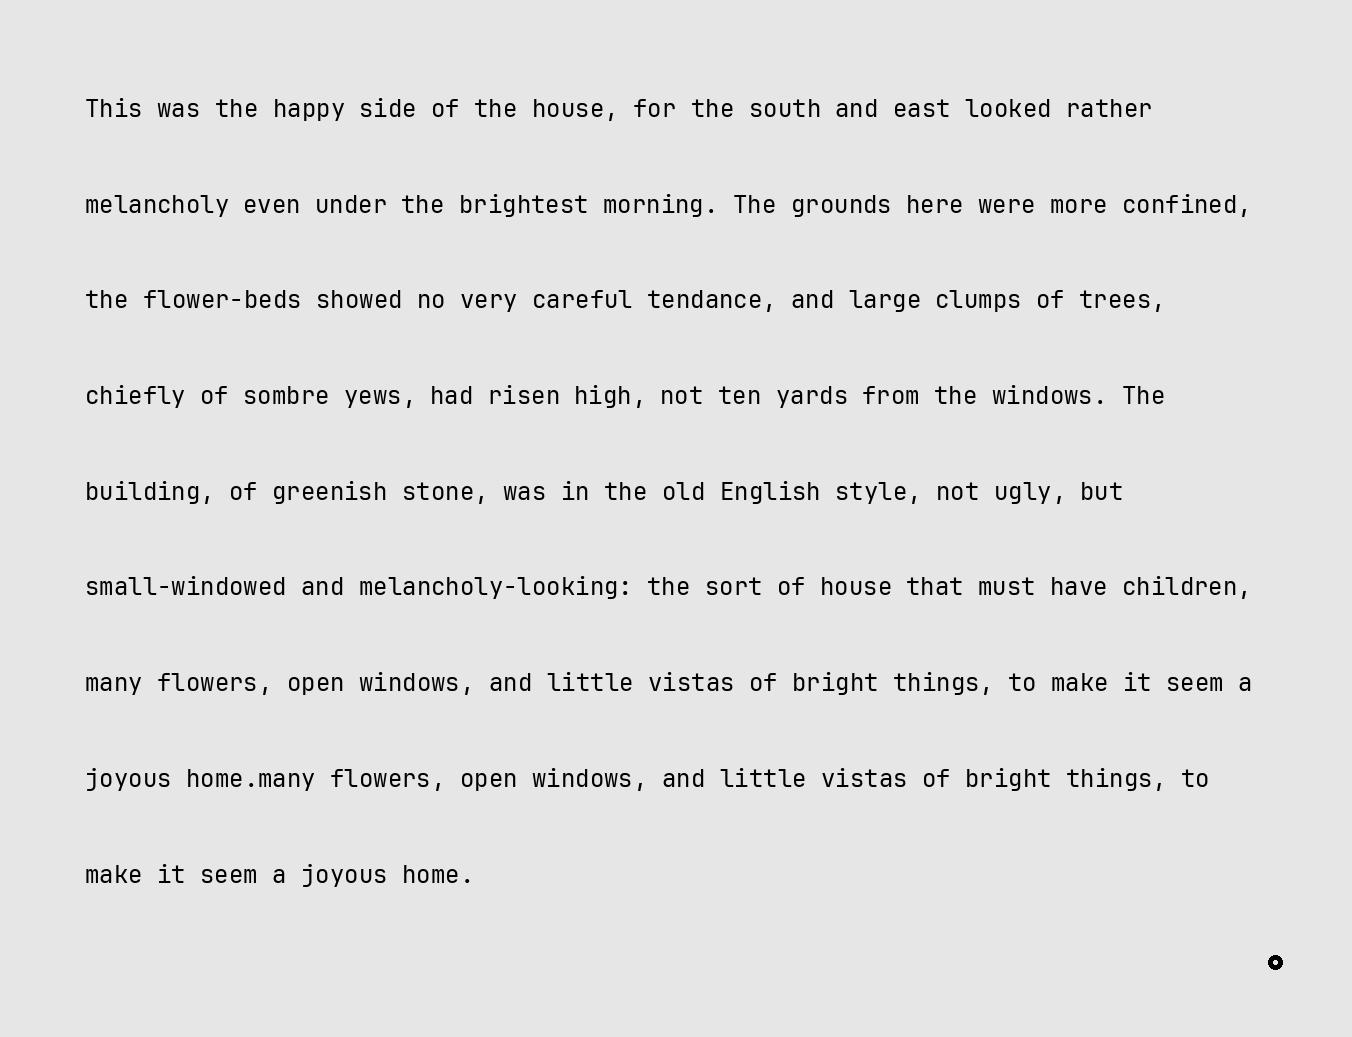 This was the happy side of the house, for the south and east looked rather
melancholy even under the brightest morning. The grounds here were more confined,
the flower-beds showed no very careful tendance, and large clumps of trees,
chiefly of sombre yews, had risen high, not ten yards from the windows. The
building, of greenish stone, was in the old English style, not ugly, but
small-windowed and melancholy-looking: the sort of house that must have children,
many flowers, open windows, and little vistas of bright things, to make it seem a
joyous home.many flowers, open windows, and little vistas of bright things, to
make it seem a joyous home.